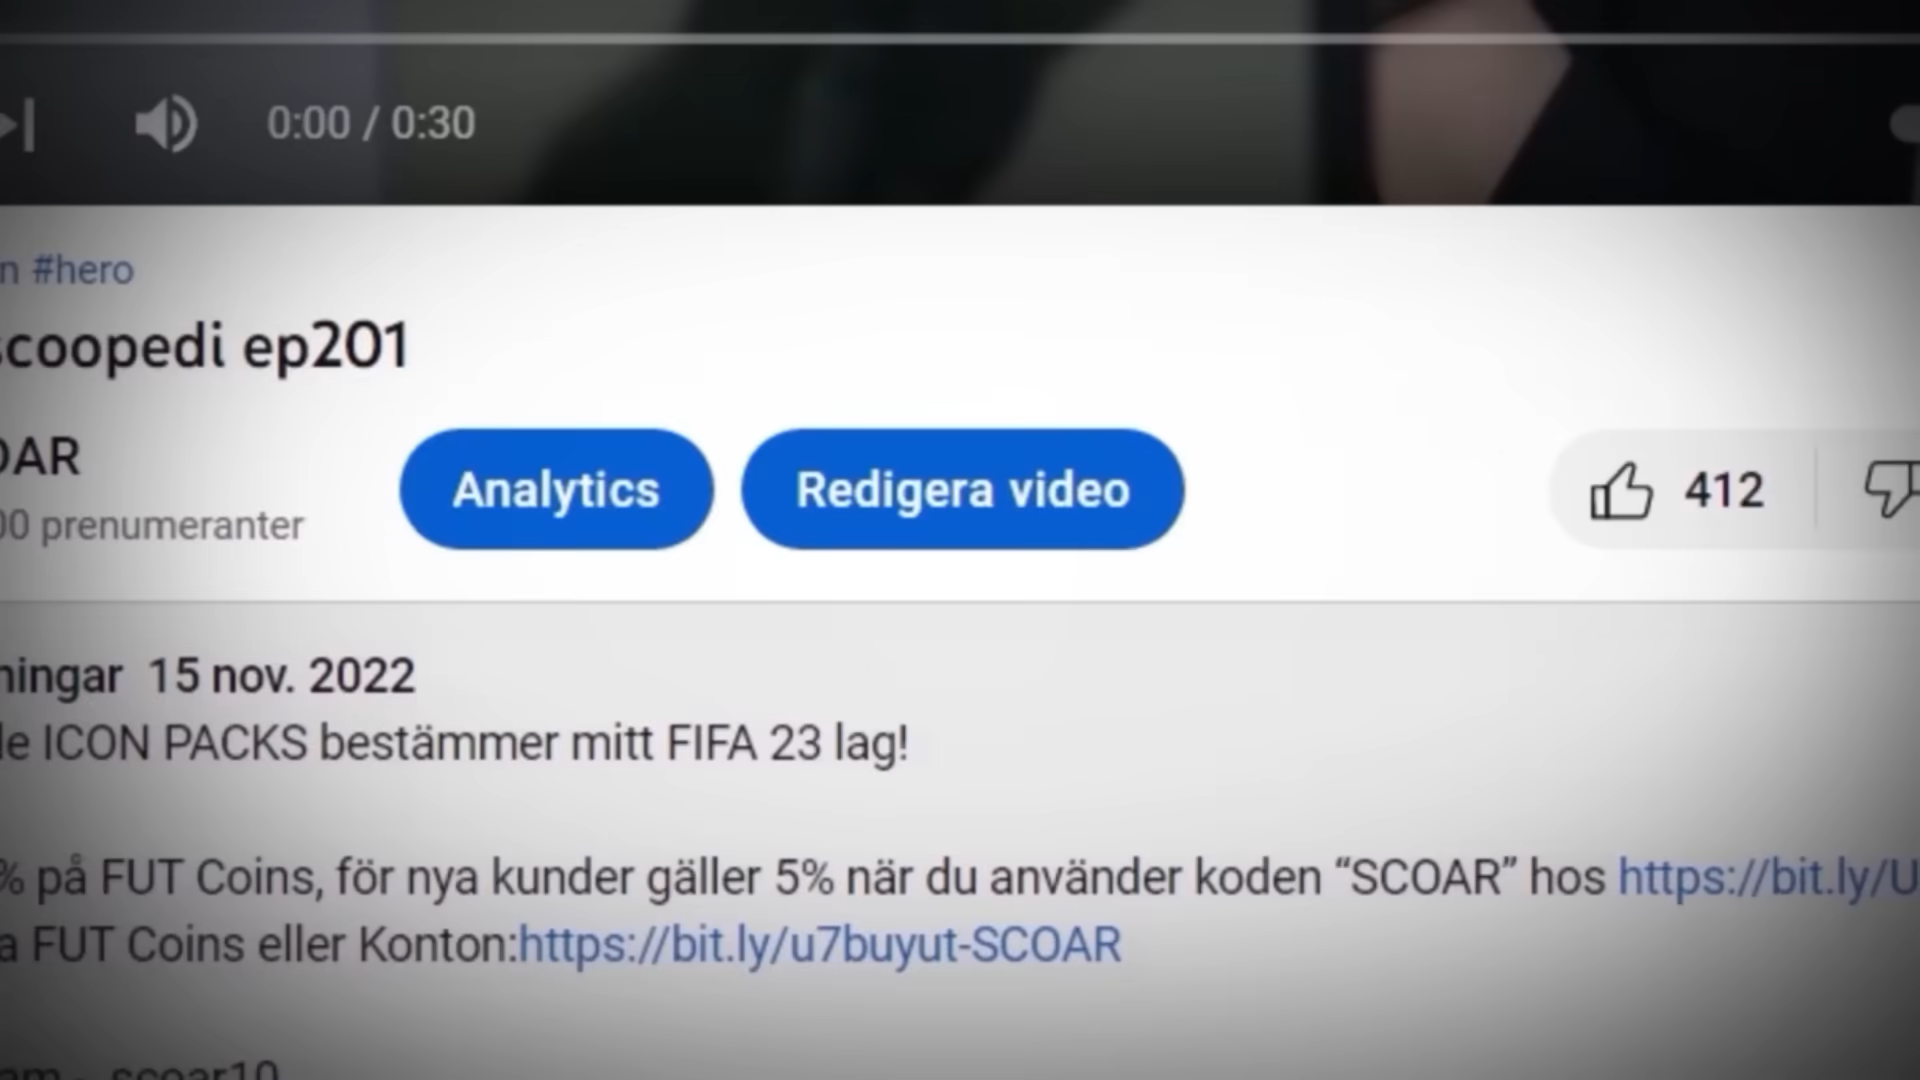 0:00 / 0:30
n #hero
scoopedi ep201
OAR
00 prenumeranter
Analytics
Redigera video
412
ningar 15 nov. 2022
le ICON PACKS bestämmer mitt FIFA 23 lag!
% på FUT Coins, för nya kunder gäller 5% när du använder koden “SCOAR” hos https://bit.ly/U
a FUT Coins eller Konton:https://bit.ly/u7buyut-SCOAR
am - scoar10